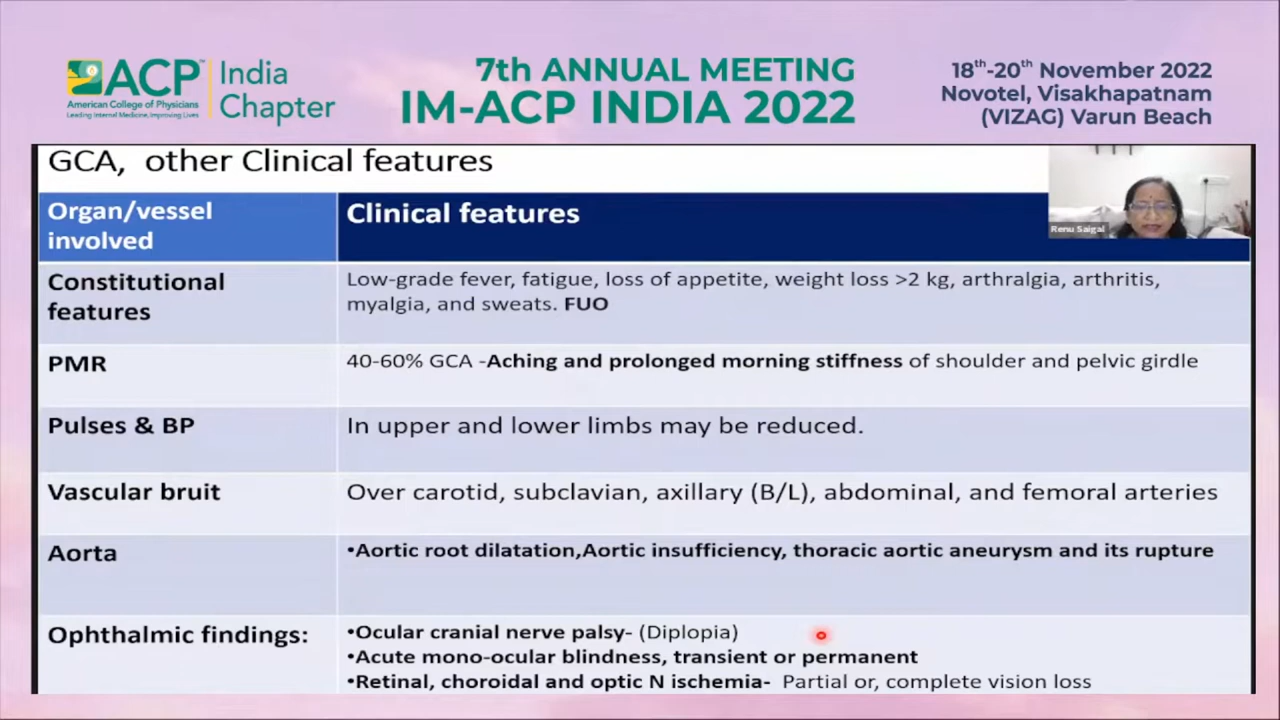 ACP™
American College of Physicians
Leading Internal Medicine, Improving Lives
India
Chapter
7th ANNUAL MEETING
IM-ACP INDIA 2022
18th-20th November 2022
Novotel, Visakhapatnam
(VIZAG) Varun Beach
GCA, other Clinical features
Renu Saigal
Organ/vessel
involved
Clinical features
Constitutional
features
Low-grade fever, fatigue, loss of appetite, weight loss >2 kg, arthralgia, arthritis,
myalgia, and sweats. FUO
PMR
40-60% GCA -Aching and prolonged morning stiffness of shoulder and pelvic girdle
Pulses & BP
In upper and lower limbs may be reduced.
Vascular bruit
Over carotid, subclavian, axillary (B/L), abdominal, and femoral arteries
Aorta
•Aortic root dilatation,Aortic insufficiency, thoracic aortic aneurysm and its rupture
Ophthalmic findings:
•Ocular cranial nerve palsy- (Diplopia)
•Acute mono-ocular blindness, transient or permanent
•Retinal, choroidal and optic N ischemia- Partial or, complete vision loss